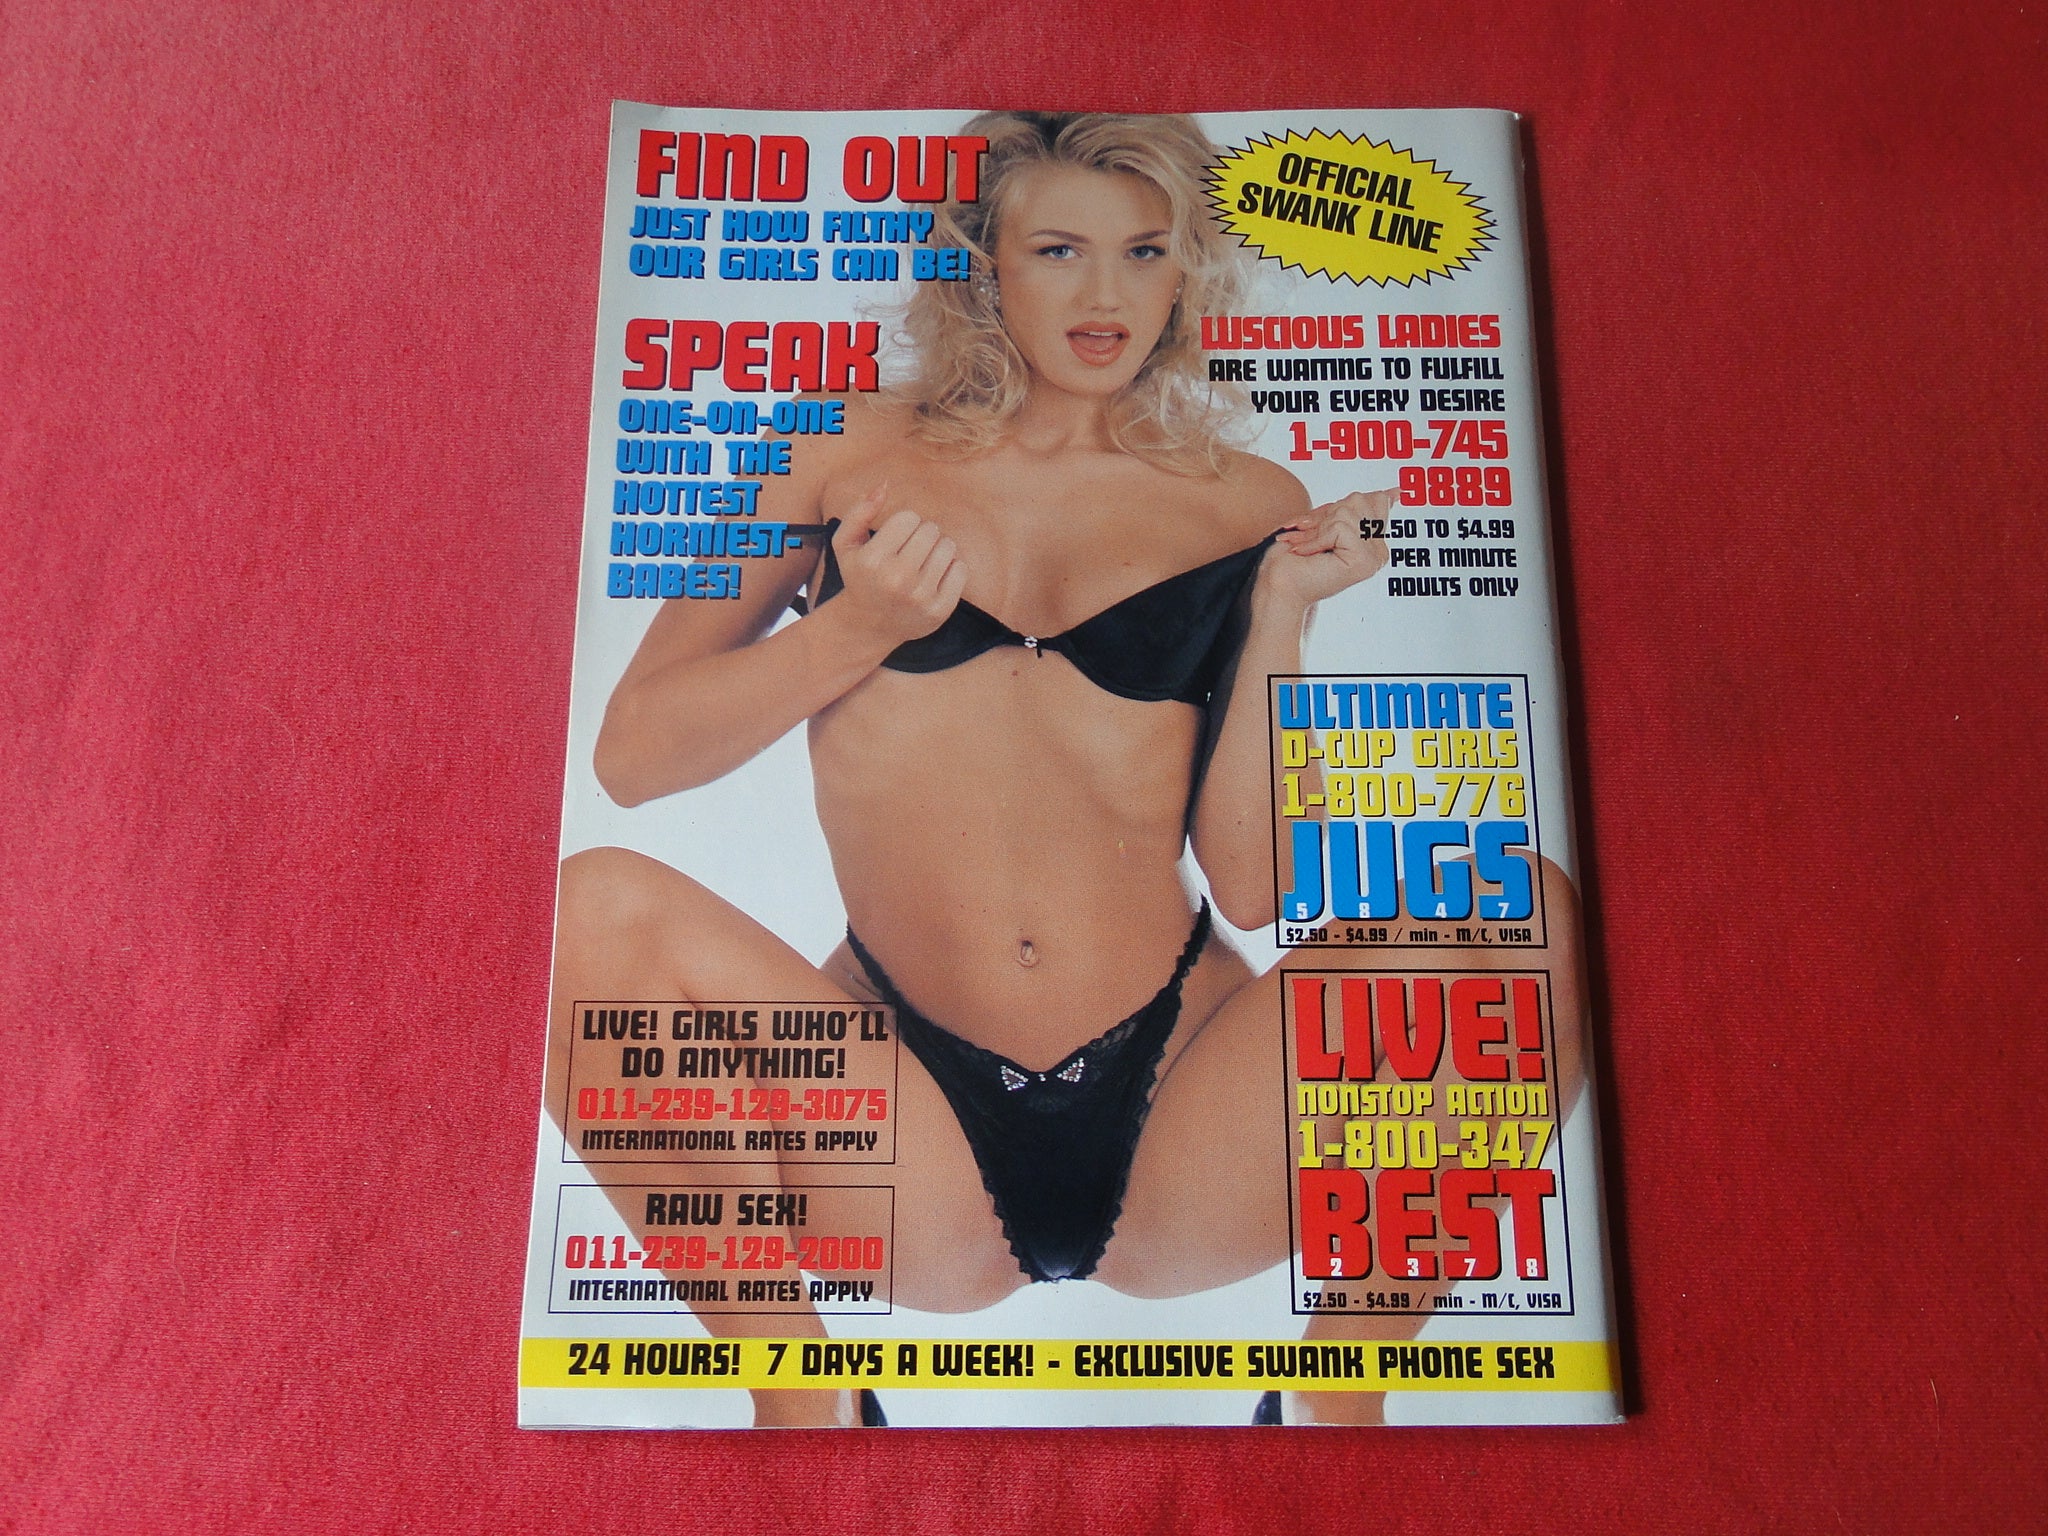 FIND OUT
JUST HOW FILTHY
OUR GIRLS CAN BE!
OFFICIAL
SWANK LINE
SPEAK
ONE-ON-ONE
WITH THE
HOTTEST
HORNIEST-
BABES!
LUSCIOUS LADIES
ARE WAITING TO FULFILL
YOUR EVERY DESIRE
1-900-745
9889
$2.50 TO $4.99
PER MINUTE
ADULTS ONLY
ULTIMATE
D-CUP GIRLS
1-800-776
JUGS
5 8 4 7
$2.50 - $4.99 / min - M/C, VISA
LIVE! GIRLS WHO'LL
DO ANYTHING!
011-239-129-3075
INTERNATIONAL RATES APPLY
RAW SEX!
011-239-129-2000
INTERNATIONAL RATES APPLY
LIVE!
NONSTOP ACTION
1-800-347
BEST
2 3 7 8
$2.50 - $4.99 / min - M/C, VISA
24 HOURS! 7 DAYS A WEEK! - EXCLUSIVE SWANK PHONE SEX